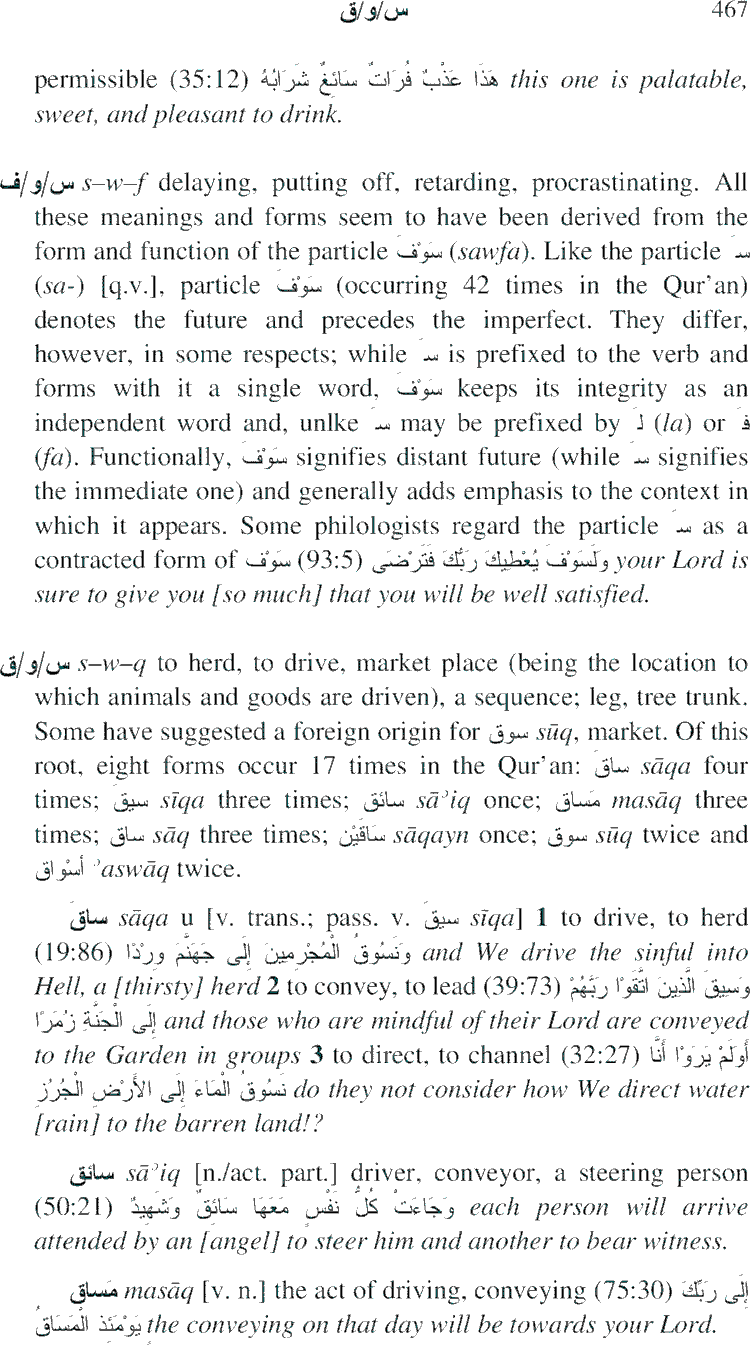 س/و/ق 467
permissible (35:12) هَذَا عَذْبٌ فُرَاتٌ سَائِغٌ شَرَابُهُ this one is palatable,
sweet, and pleasant to drink.
س/و/ف s–w–f delaying, putting off, retarding, procrastinating. All
these meanings and forms seem to have been derived from the
form and function of the particle سَوْفَ (sawfa). Like the particle سَـ
(sa-) [q.v.], particle سَوْفَ (occurring 42 times in the Qur’an)
denotes the future and precedes the imperfect. They differ,
however, in some respects; while سَـ is prefixed to the verb and
forms with it a single word, سَوْفَ keeps its integrity as an
independent word and, unlke سَـ may be prefixed by لَـ (la) or فَـ
(fa). Functionally, سَوْفَ signifies distant future (while سَـ signifies
the immediate one) and generally adds emphasis to the context in
which it appears. Some philologists regard the particle سَـ as a
contracted form of سَوْفَ (93:5) وَلَسَوْفَ يُعْطِيكَ رَبُّكَ فَتَرْضَى your Lord is
sure to give you [so much] that you will be well satisfied.
س/و/ق s–w–q to herd, to drive, market place (being the location to
which animals and goods are driven), a sequence; leg, tree trunk.
Some have suggested a foreign origin for سوق sūq, market. Of this
root, eight forms occur 17 times in the Qur’an: سَاقَ sāqa four
times; سيقَ sīqa three times; سائق sāʾiq once; مَساق masāq three
times; ساق sāq three times; سَاقَيْن sāqayn once; سوق sūq twice and
أسْواق ʾaswāq twice.
ساقَ sāqa u [v. trans.; pass. v. سيقَ sīqa] 1 to drive, to herd
(19:86) وَنَسُوقُ الْمُجْرِمِينَ إِلَى جَهَنَّمَ وِرْدًا and We drive the sinful into
Hell, a [thirsty] herd 2 to convey, to lead (39:73) وَسِيقَ الَّذِينَ اتَّقَوْا رَبَّهُمْ
إِلَى الْجَنَّةِ زُمَرًا and those who are mindful of their Lord are conveyed
to the Garden in groups 3 to direct, to channel (32:27) أَوَلَمْ يَرَوْا أَنَّا
نَسُوقُ الْمَاءَ إِلَى الأَرْضِ الْجُرُزِ do they not consider how We direct water
[rain] to the barren land!?
سائق sāʾiq [n./act. part.] driver, conveyor, a steering person
(50:21) وَجَاءَتْ كُلُّ نَفْسٍ مَعَهَا سَائِقٌ وَشَهِيدٌ each person will arrive
attended by an [angel] to steer him and another to bear witness.
مَساق masāq [v. n.] the act of driving, conveying (75:30) إِلَى رَبِّكَ
يَوْمَئِذٍ الْمَسَاقُ the conveying on that day will be towards your Lord.